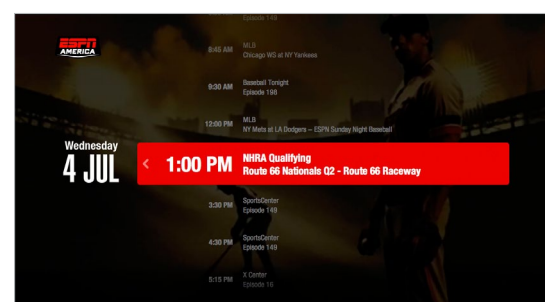 Episode 149
ESPN
AMERICA
8:45 AM
MLB
Chicago WS at NY Yankees
9:30 AM
Baseball Tonight
Episode 198
12:00 PM
MLB
NY Mets at LA Dodgers – ESPN Sunday Night Baseball
Wednesday
4 JUL
1:00 PM
NHRA Qualifying
Route 66 Nationals Q2 - Route 66 Raceway
3:30 PM
SportsCenter
Episode 149
4:30 PM
SportsCenter
Episode 149
5:15 PM
X Center
Episode 16